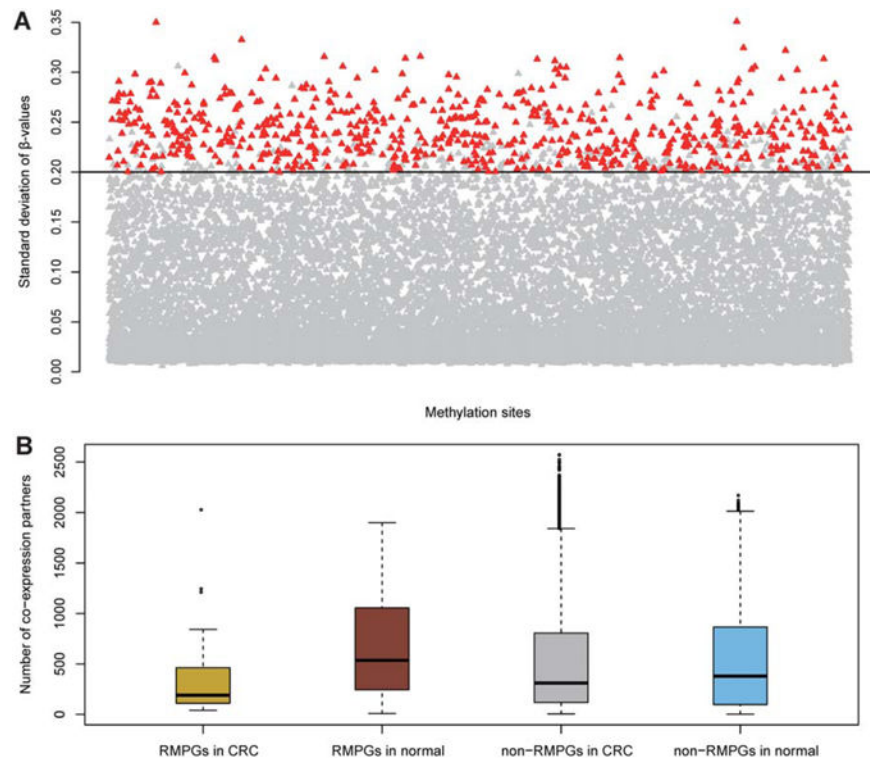 A
Standard deviation of β-values
0.35
0.30
0.25
0.20
0.15
0.10
0.05
0.00
Methylation sites
B
Number of co-expression partners
2500
2000
1500
1000
500
0
RMPGs in CRC
RMPGs in normal
non-RMPGs in CRC
non-RMPGs in normal